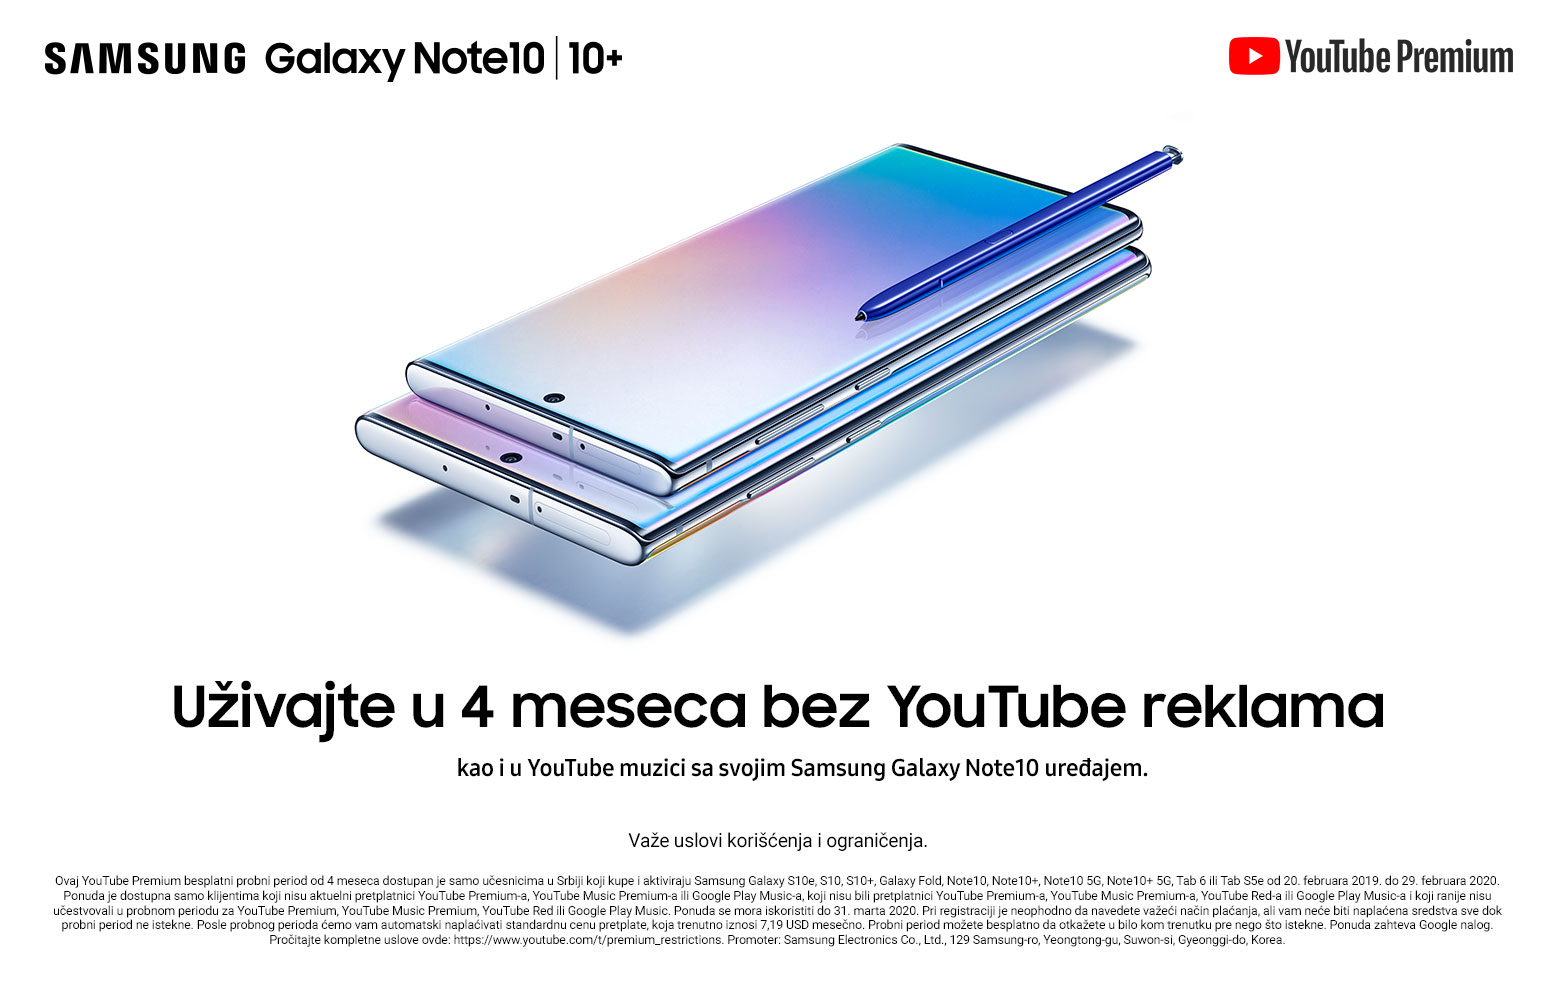 SAMSUNG Galaxy Note10 | 10+
YouTube Premium
Uživajte u 4 meseca bez YouTube reklama
kao i u YouTube muzici sa svojim Samsung Galaxy Note10 uređajem.
Važe uslovi korišćenja i ograničenja.
Ovaj YouTube Premium besplatni probni period od 4 meseca dostupan je samo učesnicima u Srbiji koji kupe i aktiviraju Samsung Galaxy S10e, S10, S10+, Galaxy Fold, Note10, Note10+, Note10 5G, Note10+ 5G, Tab 6 ili Tab S5e od 20. februara 2019. do 29. februara 2020.
Ponuda je dostupna samo klijentima koji nisu aktuelni pretplatnici YouTube Premium-a, YouTube Music Premium-a ili Google Play Music-a, koji nisu bili pretplatnici YouTube Premium-a, YouTube Music Premium-a, YouTube Red-a ili Google Play Music-a i koji ranije nisu
učestvovali u probnom periodu za YouTube Premium, YouTube Music Premium, YouTube Red ili Google Play Music. Ponuda se mora iskoristiti do 31. marta 2020. Pri registraciji je neophodno da navedete važeći način plaćanja, ali vam neće biti naplaćena sredstva sve dok
probni period ne istekne. Posle probnog perioda ćemo vam automatski naplaćivati standardnu cenu pretplate, koja trenutno iznosi 7,19 USD mesečno. Probni period možete besplatno da otkažete u bilo kom trenutku pre nego što istekne. Ponuda zahteva Google nalog.
Pročitajte kompletne uslove ovde: https://www.youtube.com/t/premium_restrictions. Promoter: Samsung Electronics Co., Ltd., 129 Samsung-ro, Yeongtong-gu, Suwon-si, Gyeonggi-do, Korea.